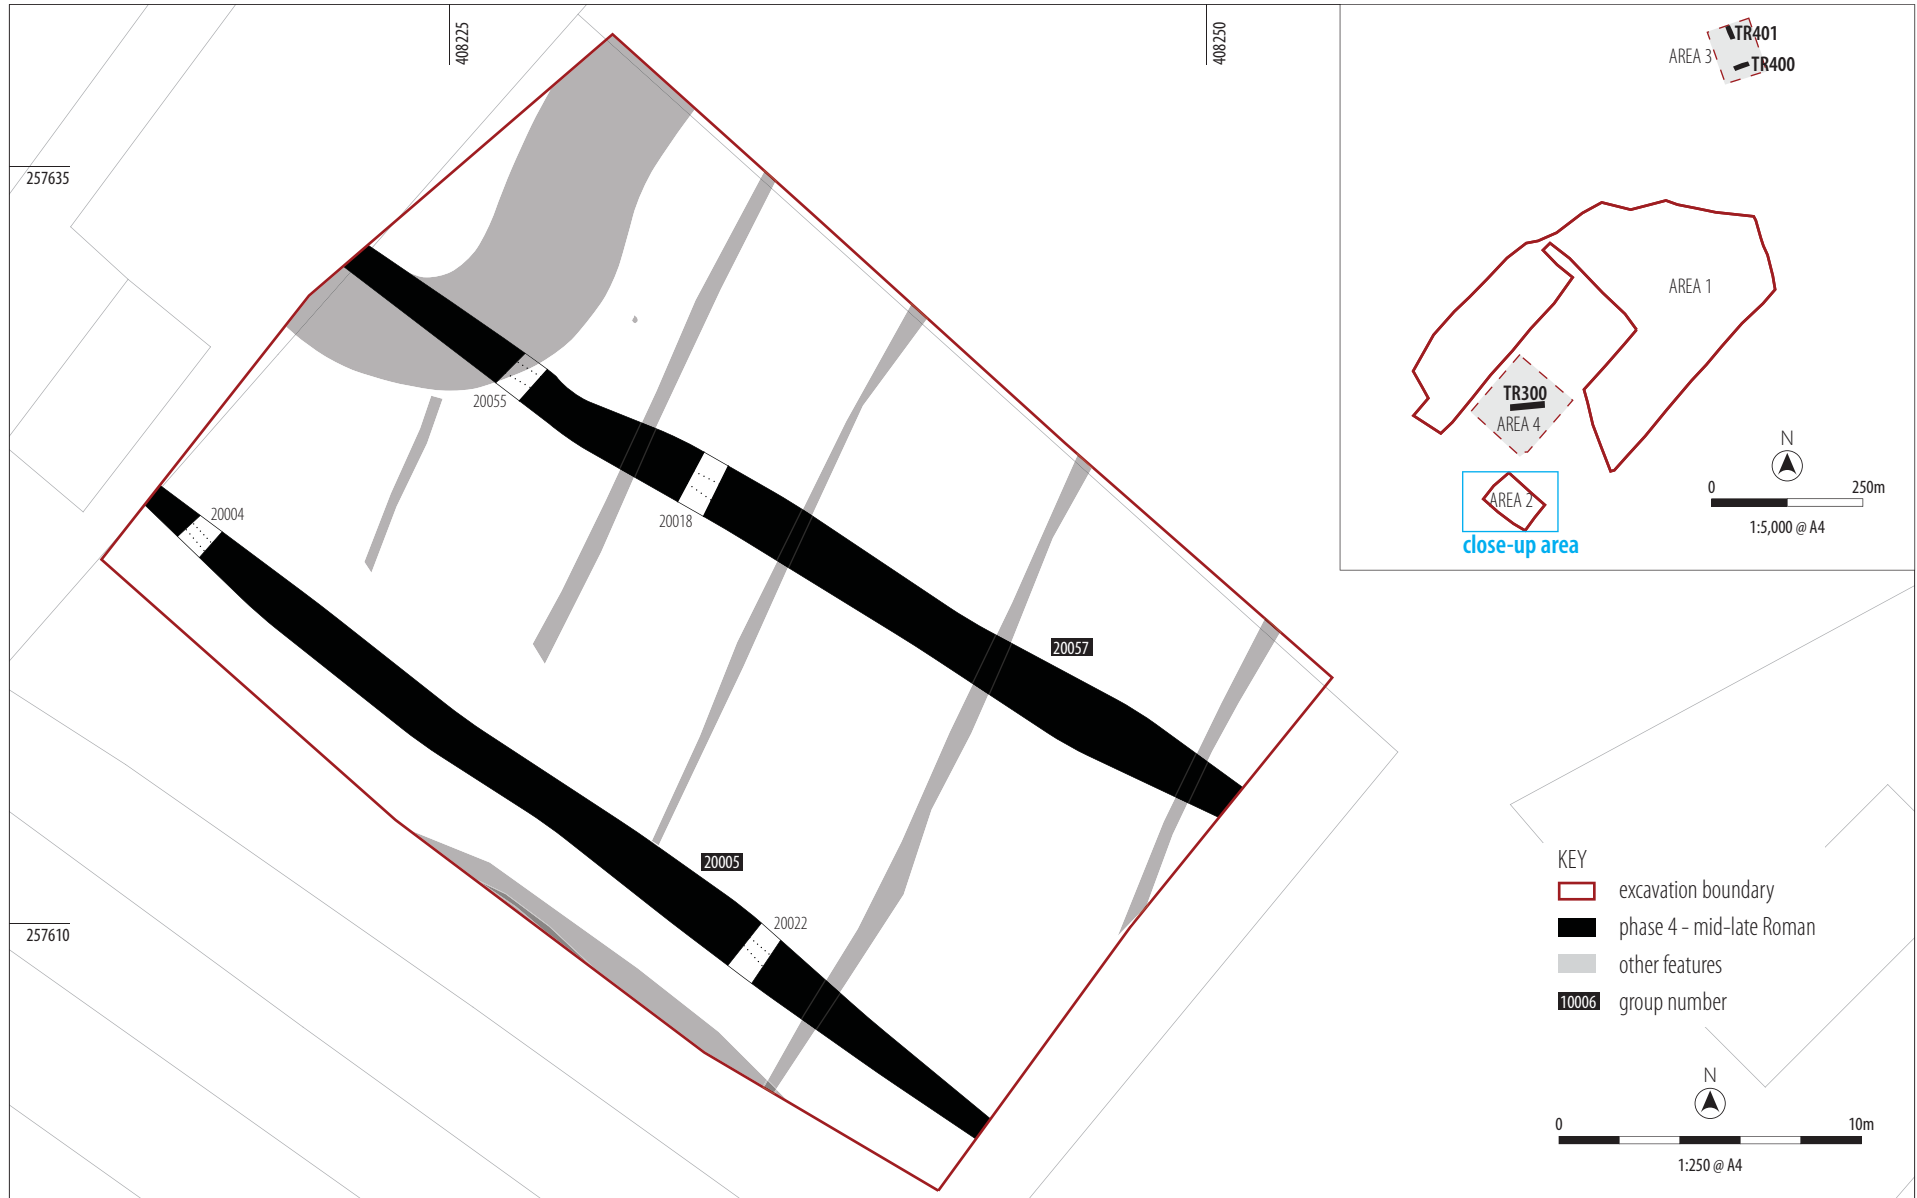 408225
408250
257635
257610
20055
20018
20004
20022
20057
20005
AREA 3
TR401
TR400
AREA 1
TR300
AREA 4
AREA 2
close-up area
N
0 250m
1:5,000 @ A4
KEY
excavation boundary
phase 4 - mid-late Roman
other features
10006 group number
N
0 10m
1:250 @ A4